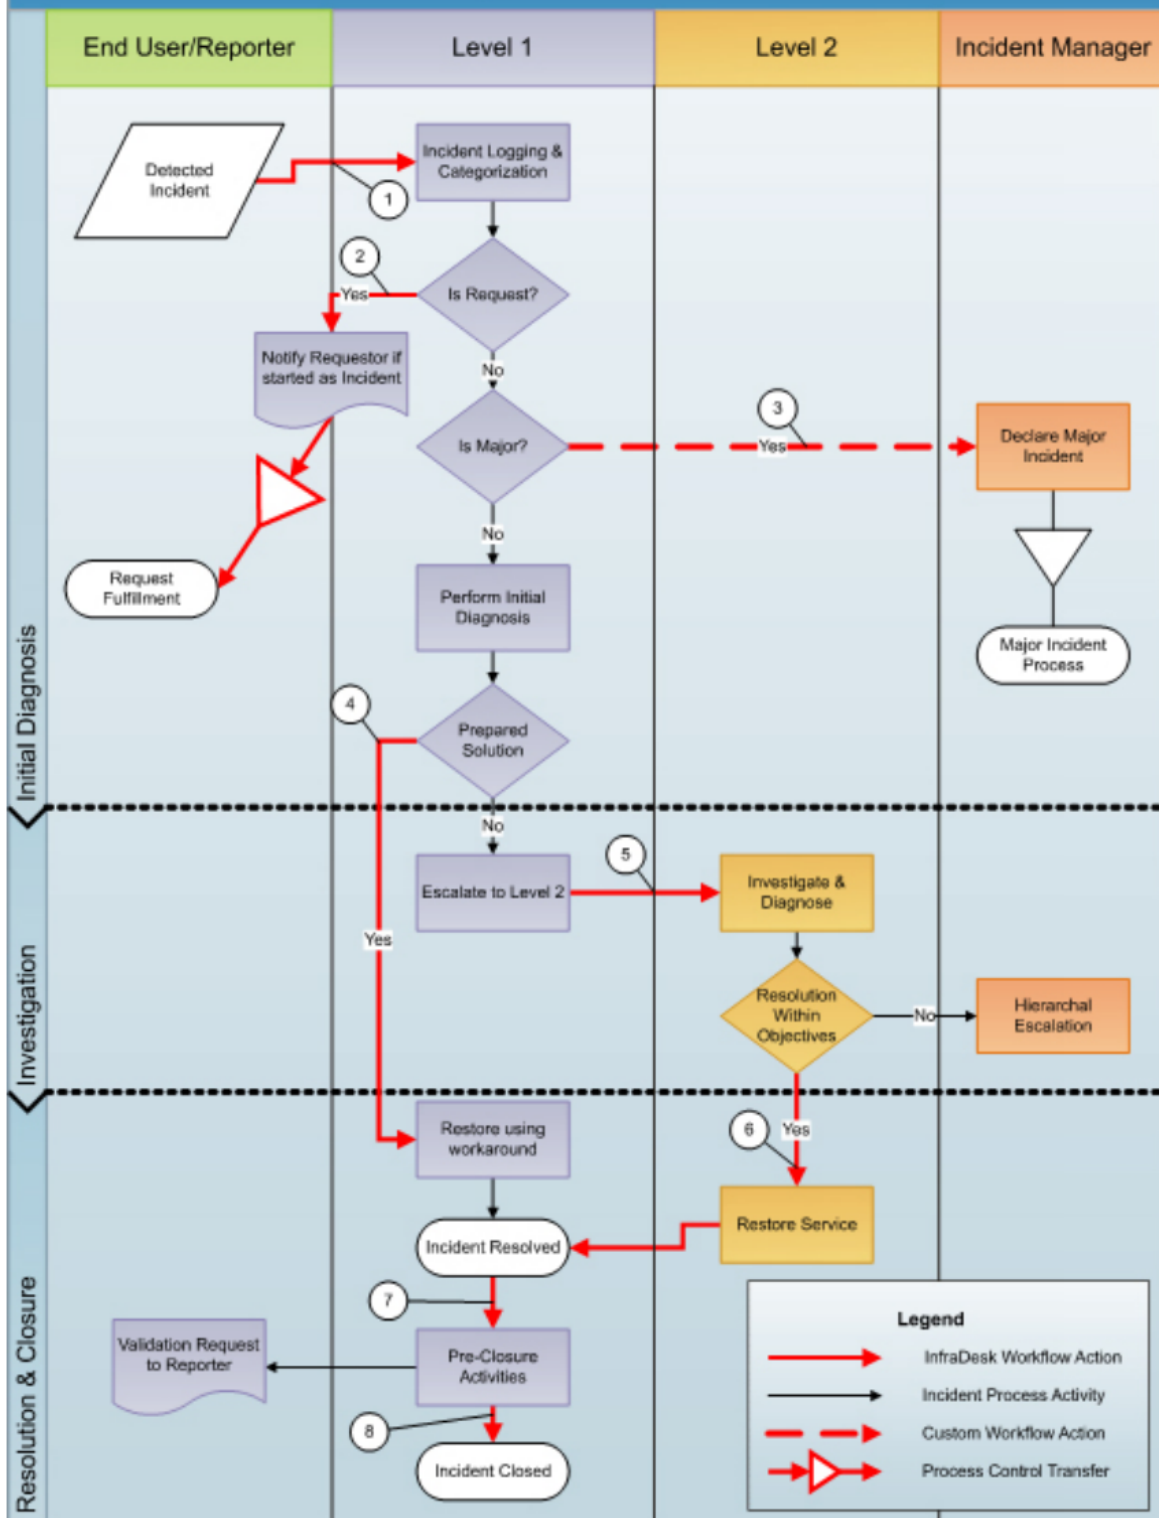 End User/Reporter
Level 1
Level 2
Incident Manager
Detected
Incident
Incident Logging &
Categorization
1
2
Yes
Is Request?
Notify Requestor if
started as Incident
No
3
Is Major?
Yes
Declare Major
Incident
No
Request
Fulfillment
Perform Initial
Diagnosis
Major Incident
Process
Initial Diagnosis
4
Prepared
Solution
No
5
Escalate to Level 2
Investigate &
Diagnose
Yes
Investigation
Resolution
Within
Objectives
No
Hierarchal
Escalation
Restore using
workaround
6
Yes
Restore Service
Incident Resolved
7
Resolution & Closure
Validation Request
to Reporter
Pre-Closure
Activities
8
Incident Closed
Legend
InfraDesk Workflow Action
Incident Process Activity
Custom Workflow Action
Process Control Transfer